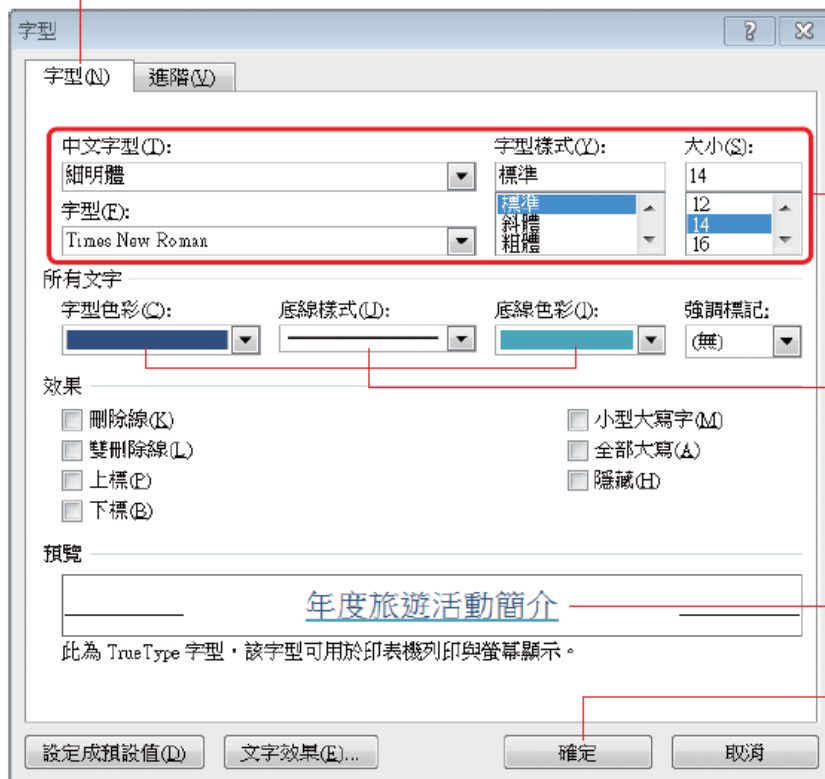 字型
字型(N) 進階(V)
中文字型(T): 字型樣式(Y): 大小(S):
細明體 標準 14
標準 12
字型(F): 斜體 14
Times New Roman 粗體 16
所有文字
字型色彩(C): 底線樣式(U): 底線色彩(I): 強調標記:
(無)
效果
刪除線(K) 小型大寫字(M)
雙刪除線(L) 全部大寫(A)
上標(P) 隱藏(H)
下標(B)
預覽
年度旅遊活動簡介
此為 TrueType 字型，該字型可用於印表機列印與螢幕顯示。
設定成預設值(D) 文字效果(E)... 確定 取消